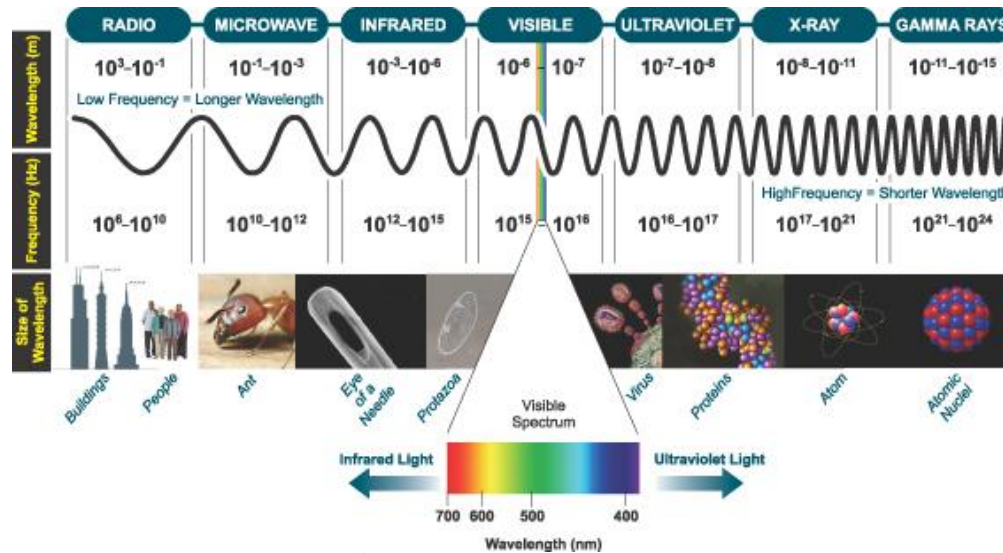 RADIO MICROWAVE INFRARED VISIBLE ULTRAVIOLET X-RAY GAMMA RAYS
Wavelength (m)
10³–10⁻¹ 10⁻¹–10⁻³ 10⁻³–10⁻⁶ 10⁻⁶ – 10⁻⁷ 10⁻⁷–10⁻⁸ 10⁻⁸–10⁻¹¹ 10⁻¹¹–10⁻¹⁵
Low Frequency = Longer Wavelength
Frequency (Hz)
HighFrequency = Shorter Wavelength
10⁶–10¹⁰ 10¹⁰–10¹² 10¹²–10¹⁵ 10¹⁵ – 10¹⁶ 10¹⁶–10¹⁷ 10¹⁷–10²¹ 10²¹–10²⁴
Size of
Wavelength
Buildings
People
Ant
Eye
of a
Needle
Protazoa
Virus
Proteins
Atom
Atomic
Nuclei
Visible
Spectrum
Infrared Light
Ultraviolet Light
700 600 500 400
Wavelength (nm)